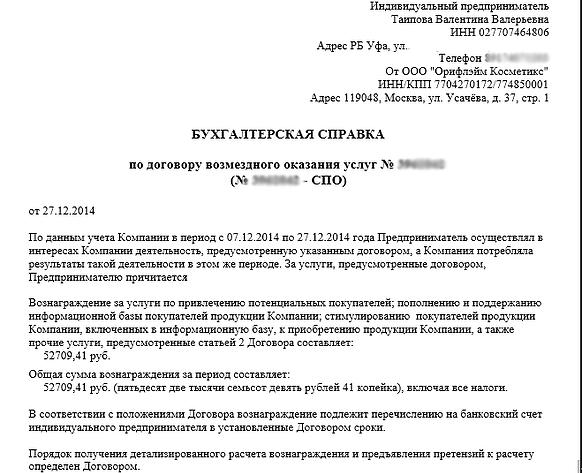 Индивидуальный предприниматель
Таипова Валентина Валерьевна
ИНН 027707464806
Адрес РБ Уфа, ул..
Телефон
От ООО "Орифлэйм Косметикс"
ИНН/КПП 7704270172/774850001
Адрес 119048, Москва, ул. Усачёва, д. 37, стр. 1
БУХГАЛТЕРСКАЯ СПРАВКА
по договору возмездного оказания услуг №
(№ - СПО)
от 27.12.2014
По данным учета Компании в период с 07.12.2014 по 27.12.2014 года Предприниматель осуществлял в
интересах Компании деятельность, предусмотренную указанным договором, а Компания потребляла
результаты такой деятельности в этом же периоде. За услуги, предусмотренные договором,
Предпринимателю причитается
Вознаграждение за услуги по привлечению потенциальных покупателей; пополнению и поддержанию
информационной базы покупателей продукции Компании; стимулированию покупателей продукции
Компании, включенных в информационную базу, к приобретению продукции Компании, а также
прочие услуги, предусмотренные статьей 2 Договора составляет:
52709,41 руб.
Общая сумма вознаграждения за период составляет:
52709,41 руб. (пятьдесят две тысячи семьсот девять рублей 41 копейка), включая все налоги.
В соответствии с положениями Договора вознаграждение подлежит перечислению на банковский счет
индивидуального предпринимателя в установленные Договором сроки.
Порядок получения детализированного расчета вознаграждения и предъявления претензий к расчету
определен Договором.